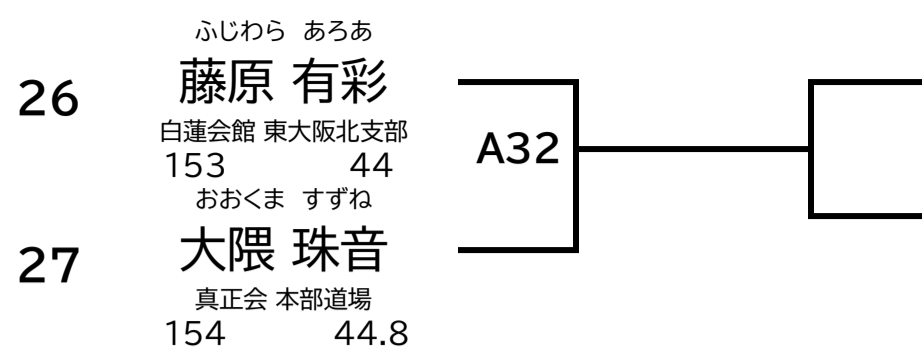 ふじわら あろあ
26 藤原 有彩
白蓮会館 東大阪北支部
153 44
A32
おおくま すずね
27 大隈 珠音
真正会 本部道場
154 44.8